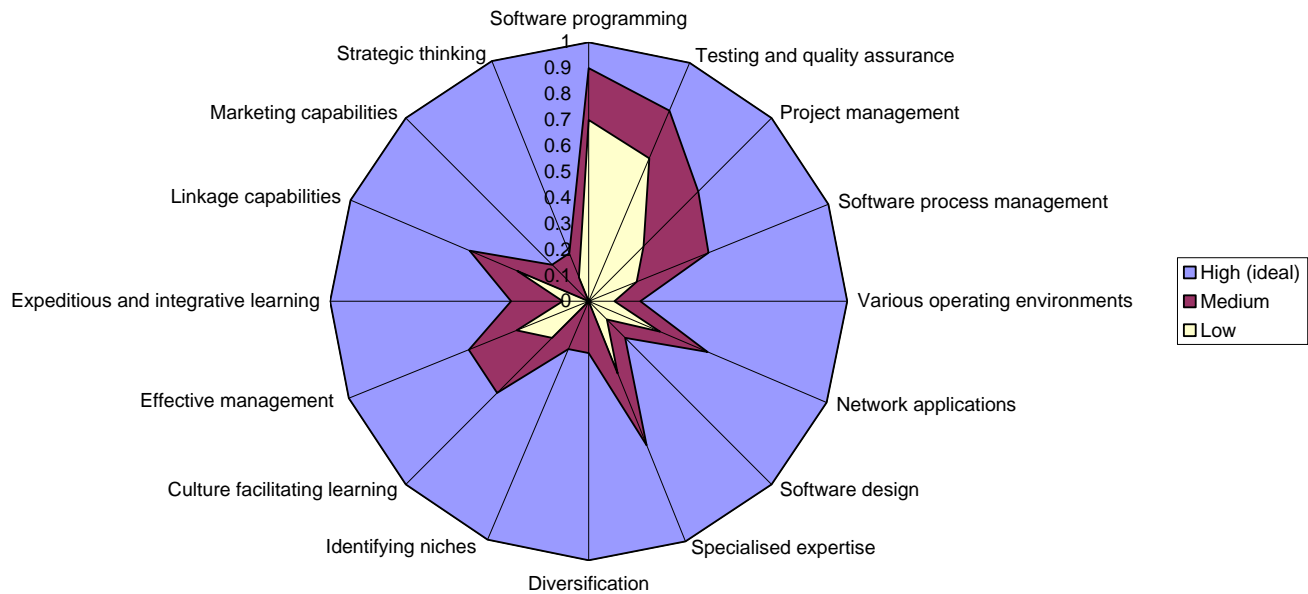 Software programming
Testing and quality assurance
Project management
Software process management
Various operating environments
Network applications
Software design
Specialised expertise
Diversification
Identifying niches
Culture facilitating learning
Effective management
Expeditious and integrative learning
Linkage capabilities
Marketing capabilities
Strategic thinking
1
0.9
0.8
0.7
0.6
0.5
0.4
0.3
0.2
0.1
0
High (ideal)
Medium
Low